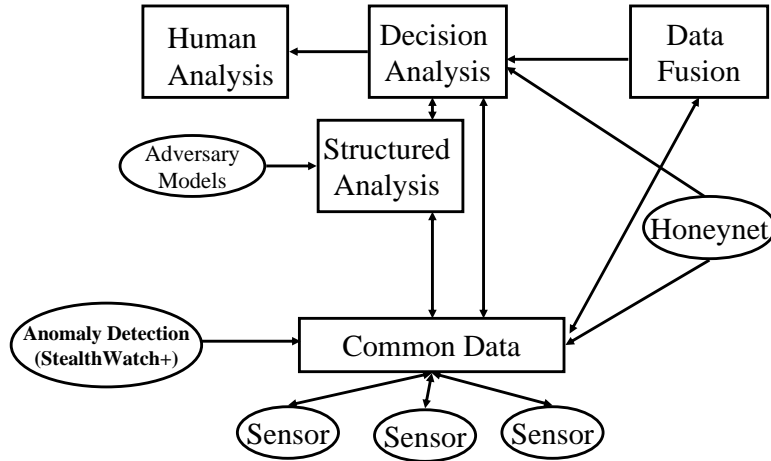 Human
Analysis
Decision
Analysis
Data
Fusion
Adversary
Models
Structured
Analysis
Honeynet
Anomaly Detection
(StealthWatch+)
Common Data
Sensor
Sensor
Sensor